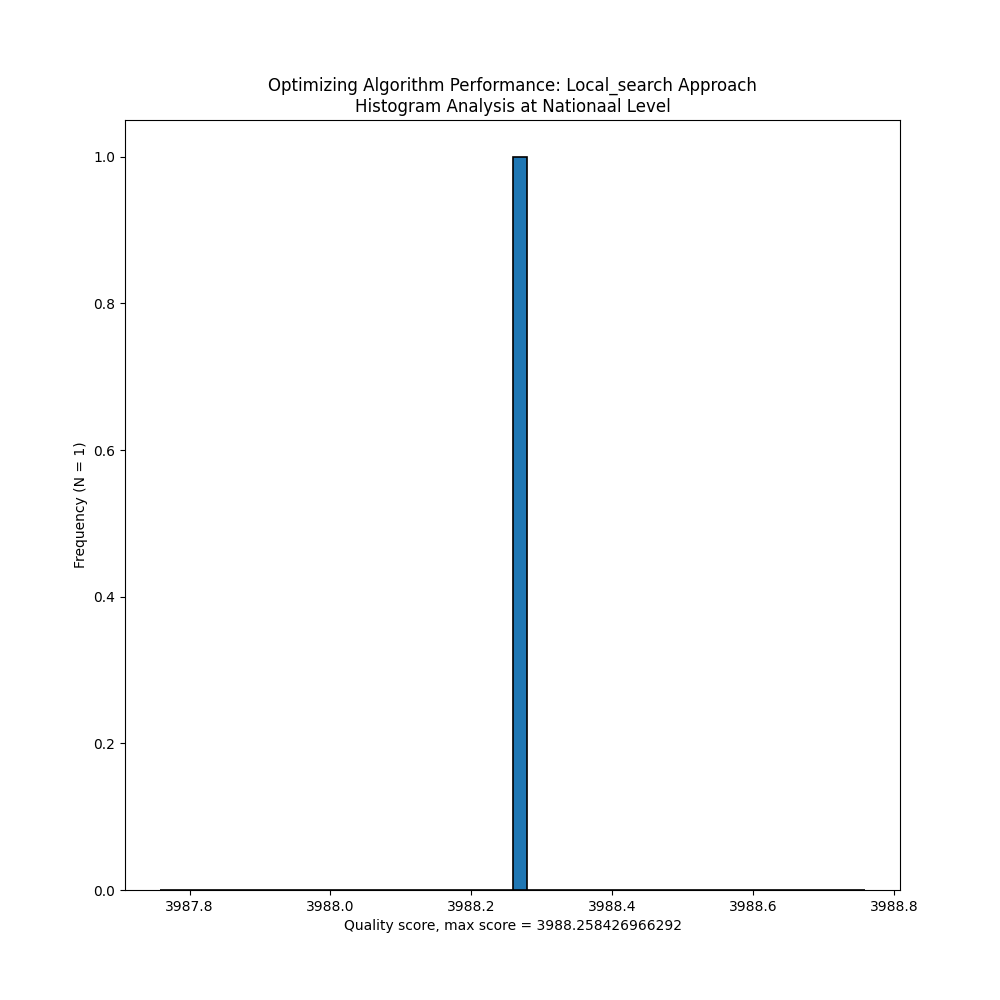 Optimizing Algorithm Performance: Local_search Approach
Histogram Analysis at Nationaal Level
1.0
0.8
0.6
0.4
0.2
0.0
Frequency (N = 1)
3987.8 3988.0 3988.2 3988.4 3988.6 3988.8
Quality score, max score = 3988.258426966292